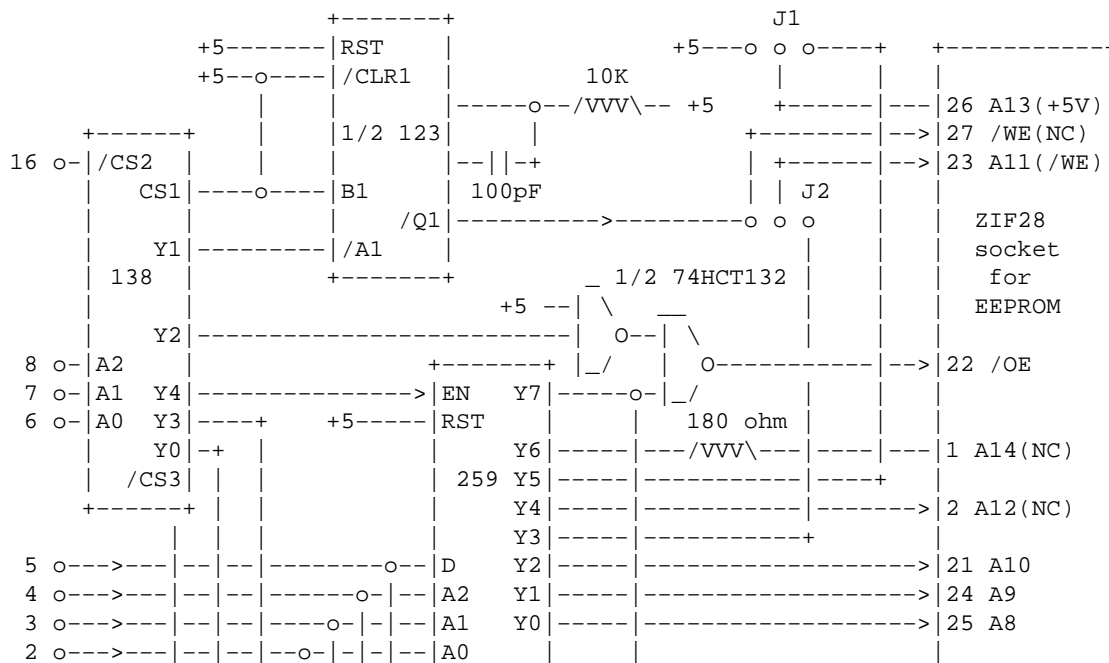 J1
+5 RST +5
+5 /CLR1
10K
+5 26 A13(+5V)
1/2 123 27 /WE(NC)
16 /CS2 23 A11(/WE)
CS1 B1 100pF J2
/Q1 ZIF28
Y1 /A1 socket
138 1/2 74HCT132 for
+5 EEPROM
Y2
8 A2 22 /OE
7 A1 Y4 EN Y7
6 A0 Y3 +5 RST 180 ohm
Y0 Y6 /VVV\ 1 A14(NC)
/CS3 259 Y5
Y4 2 A12(NC)
Y3
5 D Y2 21 A10
4 A2 Y1 24 A9
3 A1 Y0 25 A8
2 A0